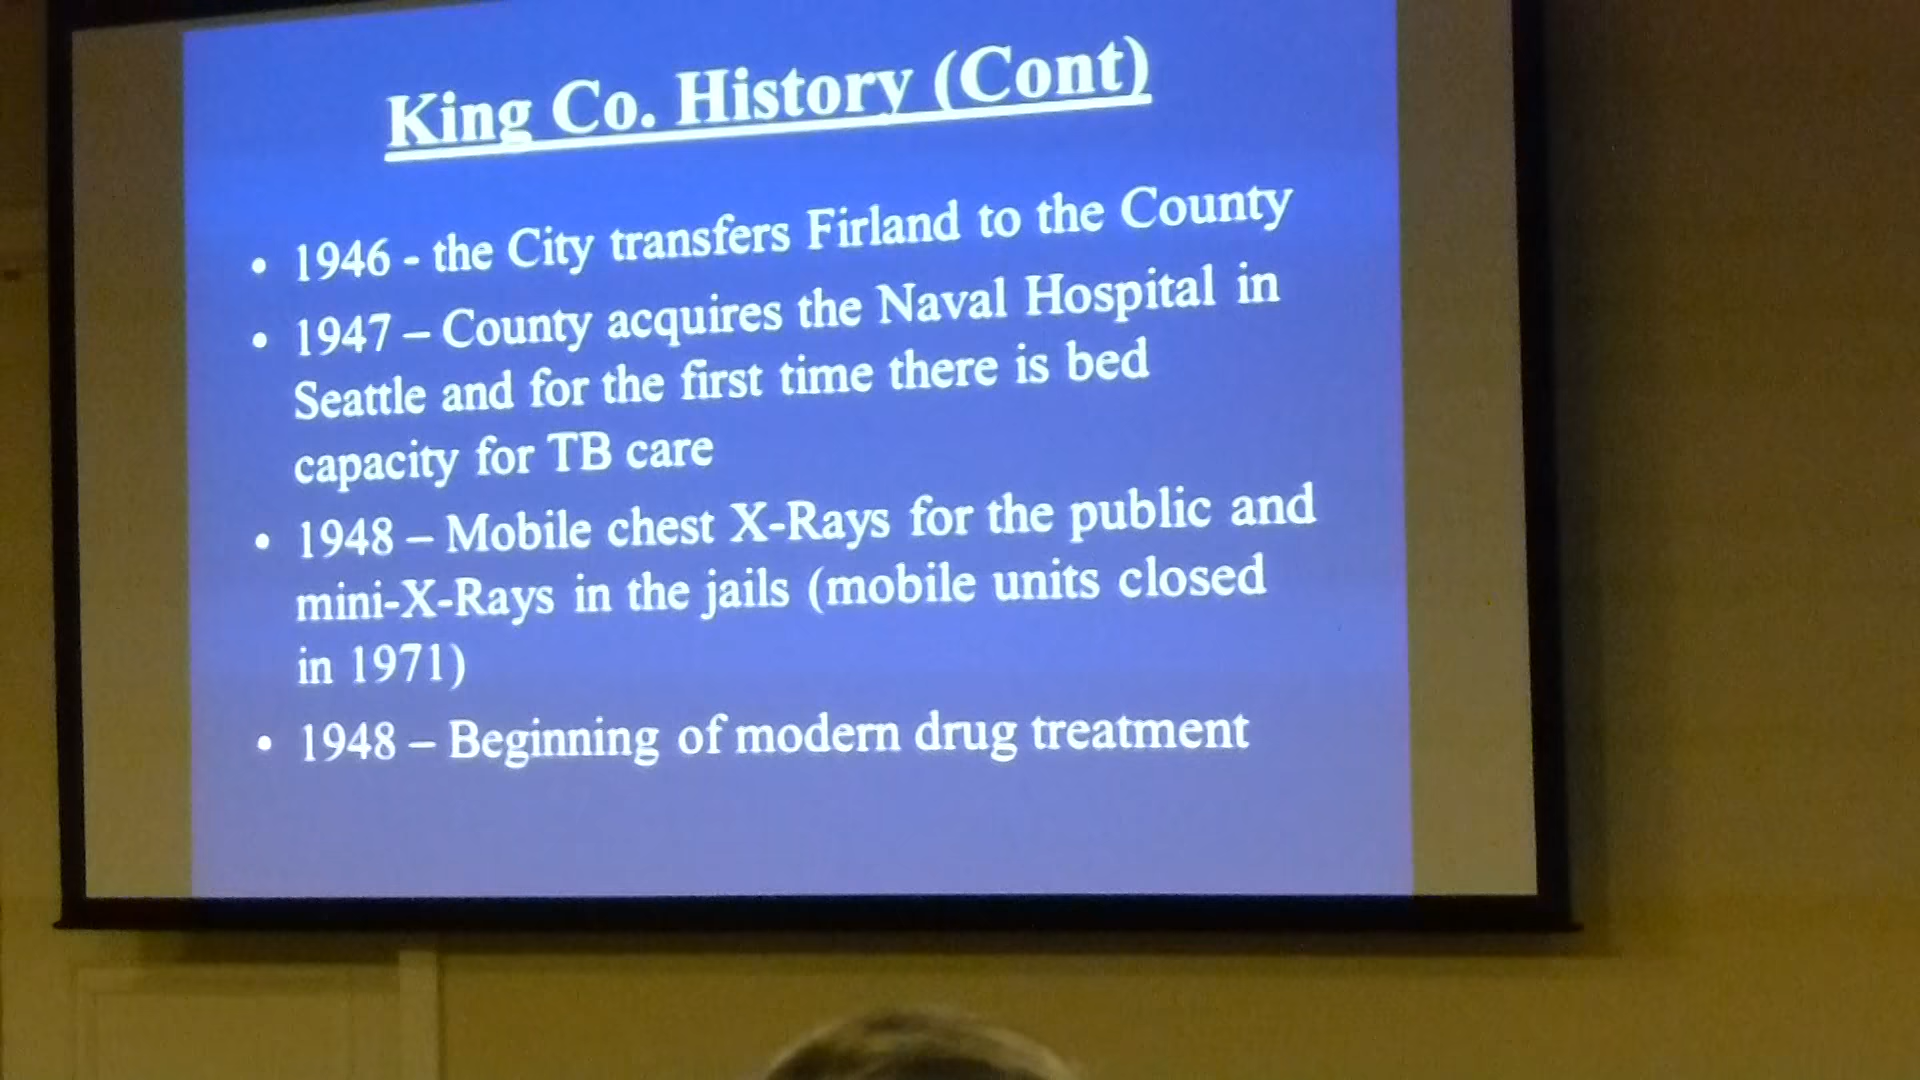 King Co. History (Cont)
• 1946 - the City transfers Firland to the County
• 1947 – County acquires the Naval Hospital in
Seattle and for the first time there is bed
capacity for TB care
• 1948 – Mobile chest X-Rays for the public and
mini-X-Rays in the jails (mobile units closed
in 1971)
• 1948 – Beginning of modern drug treatment